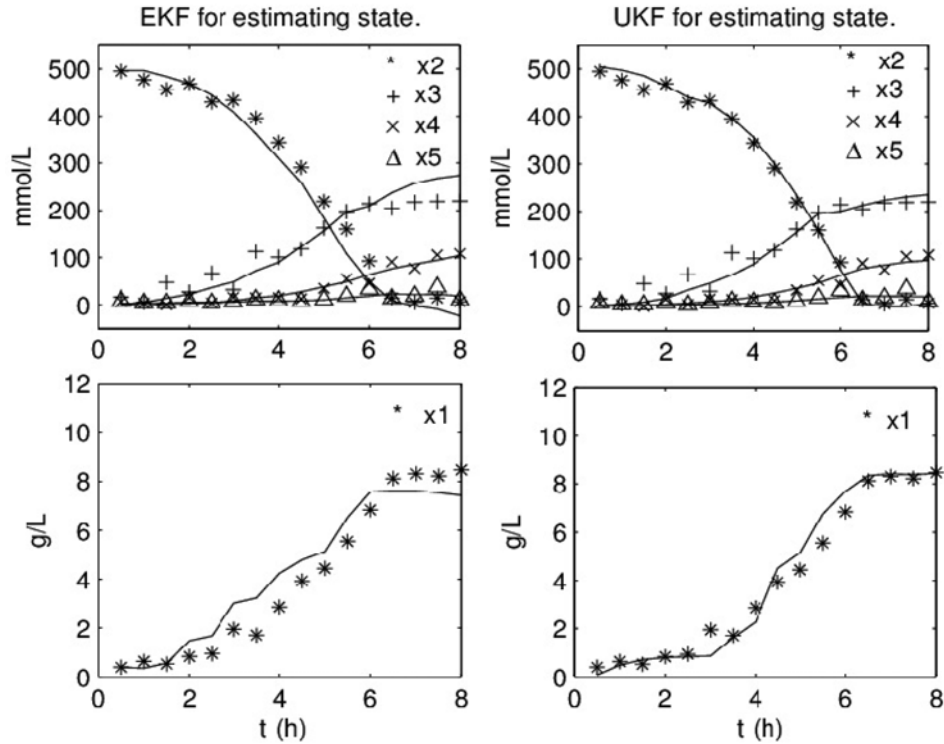 EKF for estimating state.
UKF for estimating state.
500
400
300
200
100
0
mmol/L
* x2
+ x3
× x4
Δ x5
0 2 4 6 8
500
400
300
200
100
0
mmol/L
* x2
+ x3
× x4
Δ x5
0 2 4 6 8
12
10
8
6
4
2
0
g/L
* x1
0 2 4 6 8
t (h)
12
10
8
6
4
2
0
g/L
* x1
0 2 4 6 8
t (h)